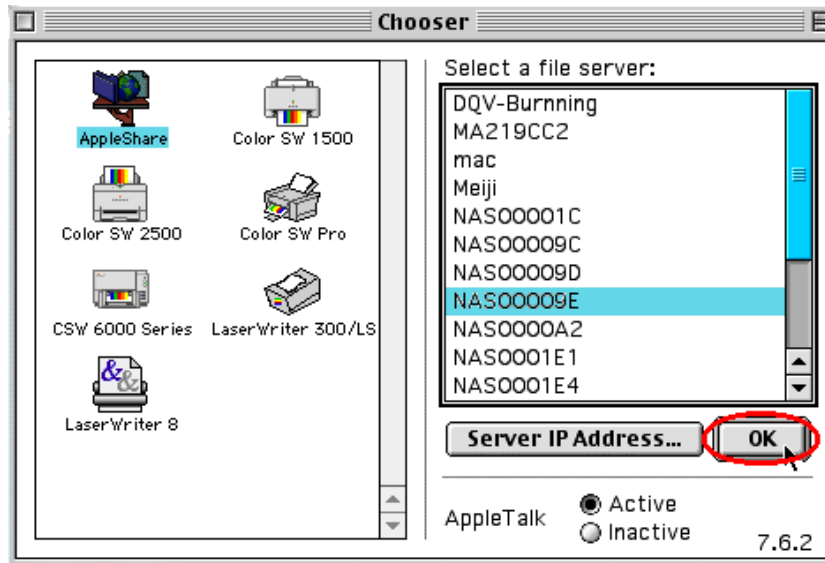 Chooser
AppleShare
Color SW 1500
Color SW 2500
Color SW Pro
CSW 6000 Series
LaserWriter 300/LS
LaserWriter 8
Select a file server:
DQV-Burnning
MA219CC2
mac
Meiji
NAS00001C
NAS00009C
NAS00009D
NAS00009E
NAS0000A2
NAS0001E1
NAS0001E4
Server IP Address...
OK
AppleTalk
Active
Inactive
7.6.2